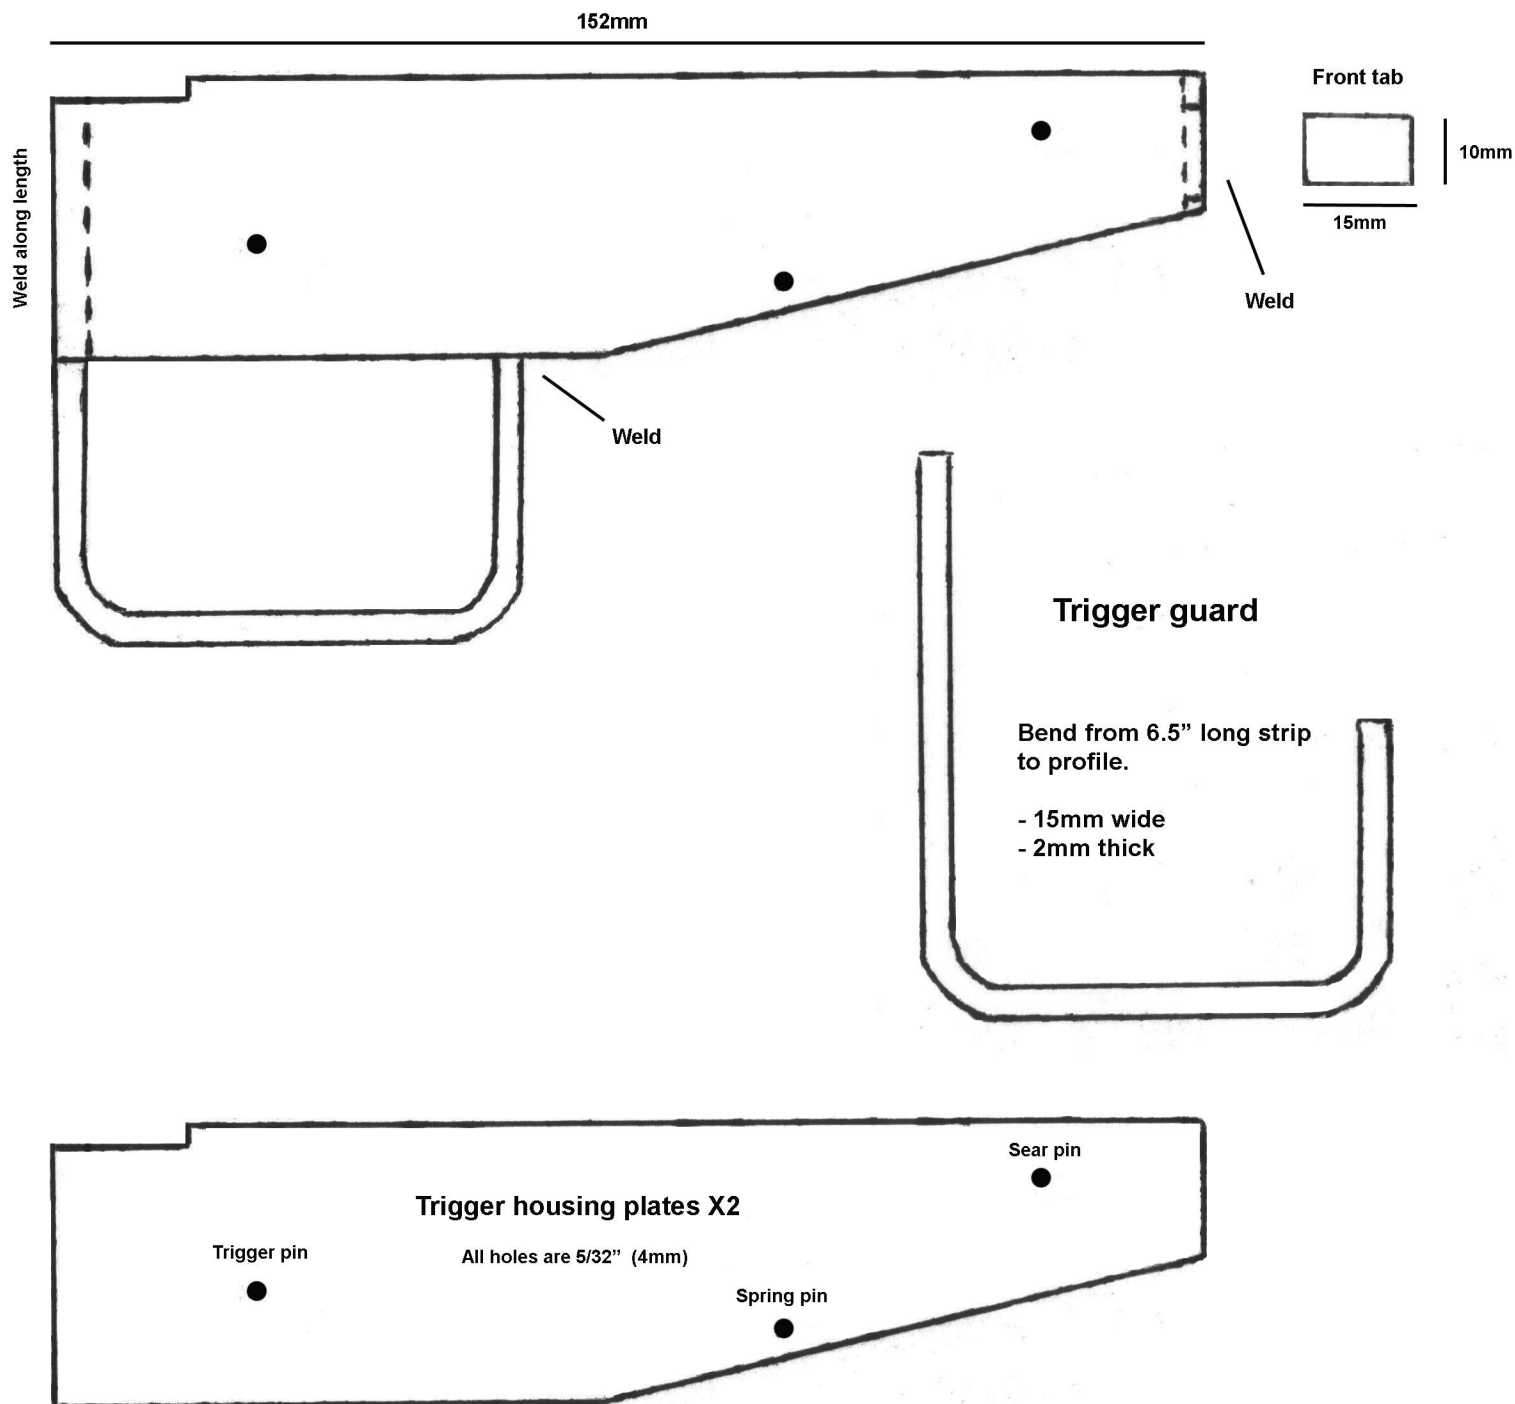 152mm
Front tab
10mm
15mm
Weld along length
Weld
Weld
Trigger guard
Bend from 6.5” long strip
to profile.
- 15mm wide
- 2mm thick
Sear pin
Trigger housing plates X2
Trigger pin
All holes are 5/32” (4mm)
Spring pin